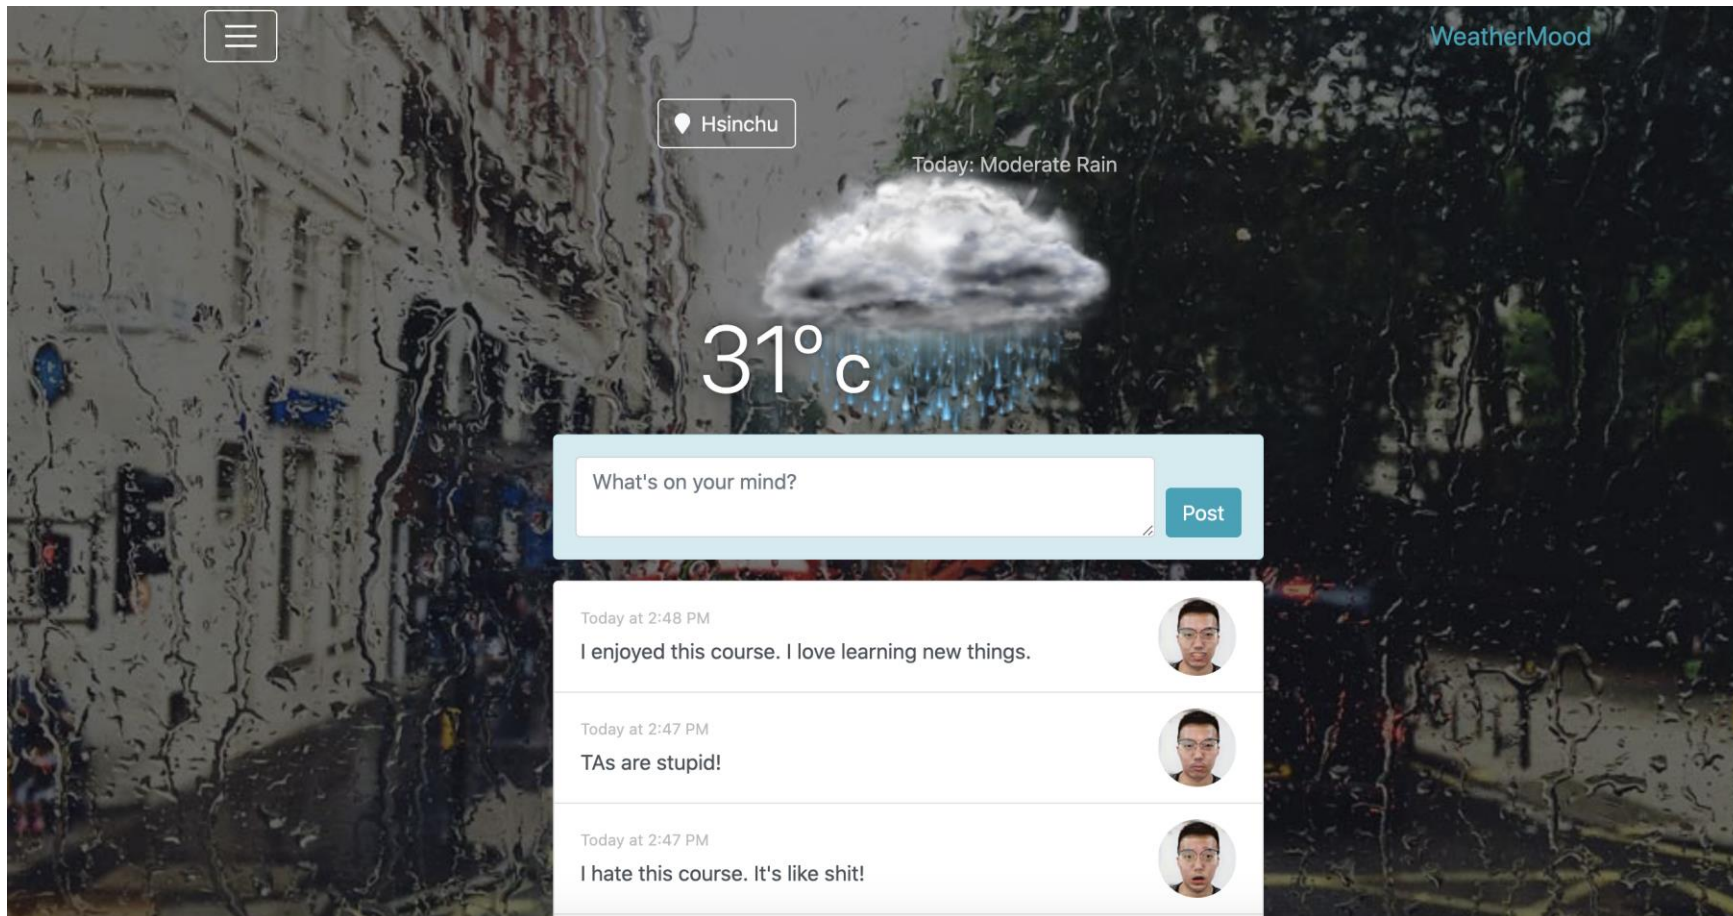 WeatherMood
Hsinchu
Today: Moderate Rain
31°c
What's on your mind?
Post
Today at 2:48 PM
I enjoyed this course. I love learning new things.
Today at 2:47 PM
TAs are stupid!
Today at 2:47 PM
I hate this course. It's like shit!